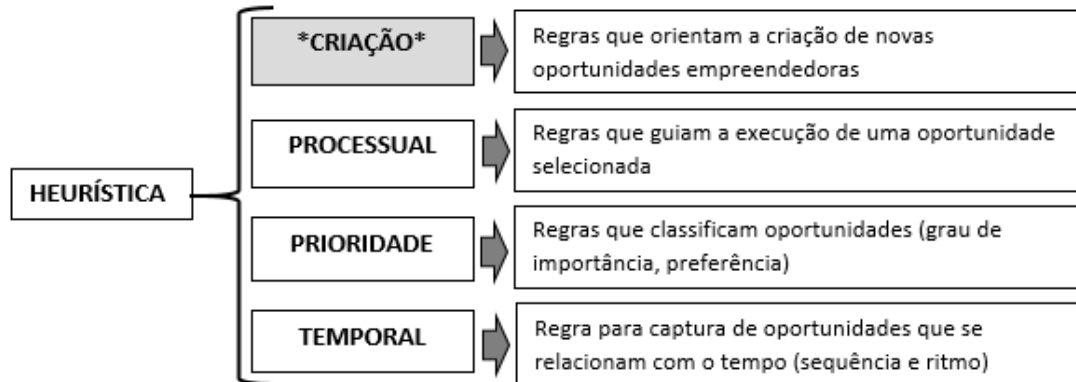 *CRIAÇÃO*
Regras que orientam a criação de novas
oportunidades empreendedoras
PROCESSUAL
Regras que guiam a execução de uma oportunidade
selecionada
HEURÍSTICA
PRIORIDADE
Regras que classificam oportunidades (grau de
importância, preferência)
TEMPORAL
Regra para captura de oportunidades que se
relacionam com o tempo (sequência e ritmo)